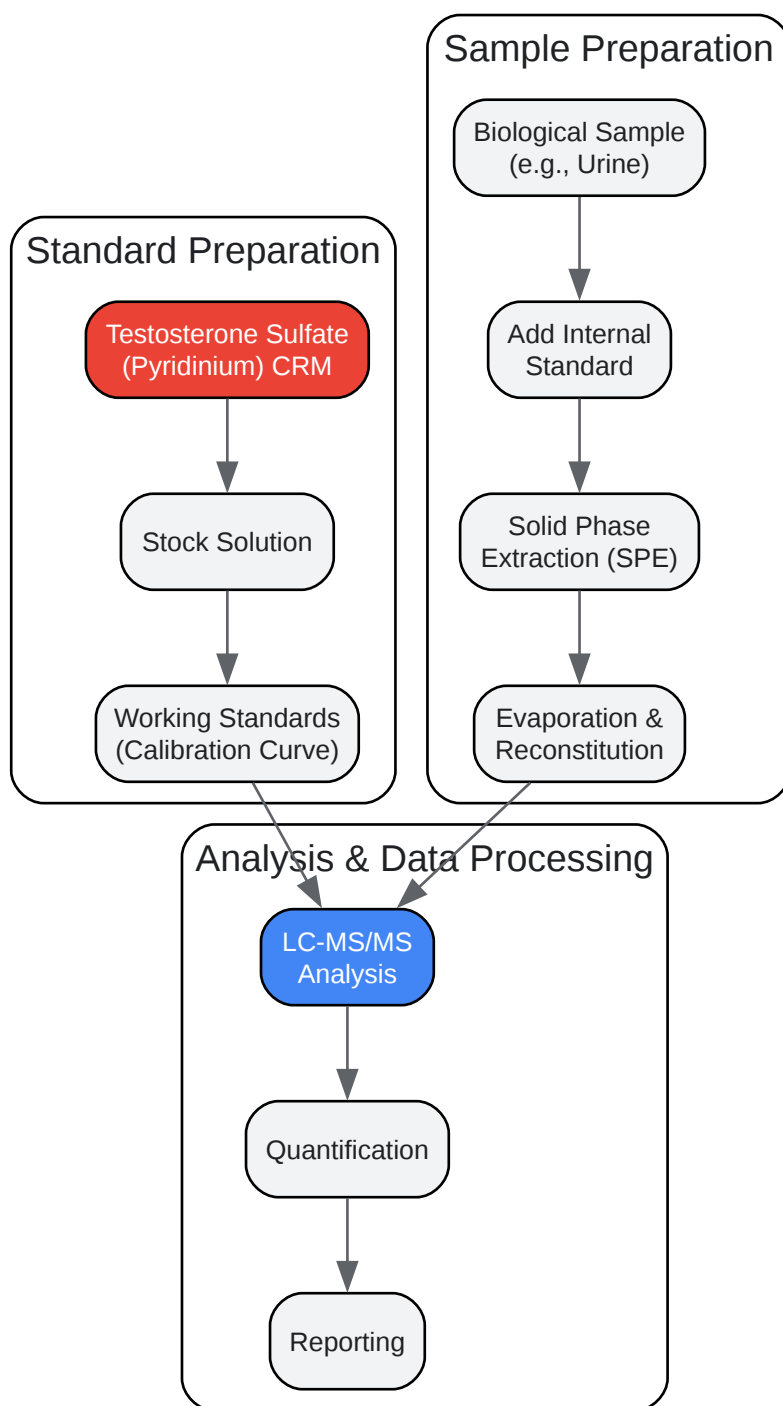 Sample Preparation
Biological Sample
(e.g., Urine)
Add Internal
Standard
Solid Phase
Extraction (SPE)
Evaporation &
Reconstitution
Standard Preparation
Testosterone Sulfate
(Pyridinium) CRM
Stock Solution
Working Standards
(Calibration Curve)
Analysis & Data Processing
LC-MS/MS
Analysis
Quantification
Reporting